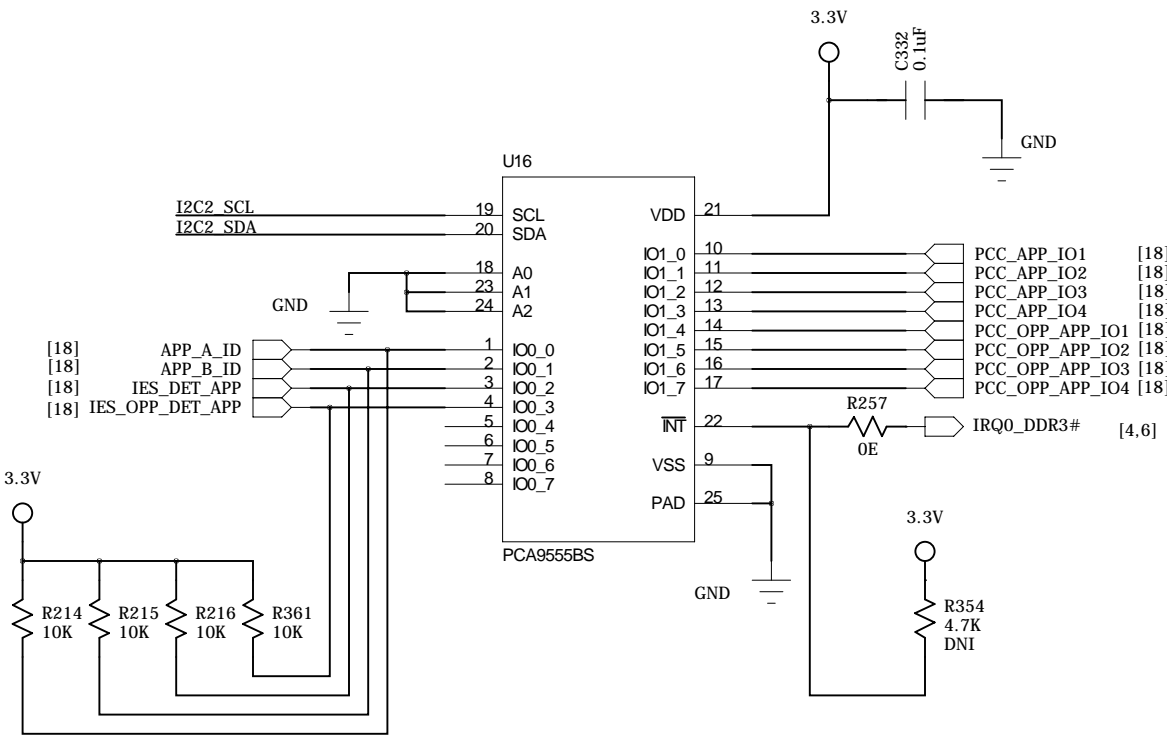 3.3V
C332
0.1uF
GND
U16
I2C2_SCL
I2C2_SDA
19
20
SCL
SDA
VDD
21
18
23
24
A0
A1
A2
GND
IO1_0
IO1_1
IO1_2
IO1_3
IO1_4
IO1_5
IO1_6
IO1_7
10
11
12
13
14
15
16
17
PCC_APP_IO1 [18]
PCC_APP_IO2 [18]
PCC_APP_IO3 [18]
PCC_APP_IO4 [18]
PCC_OPP_APP_IO1 [18]
PCC_OPP_APP_IO2 [18]
PCC_OPP_APP_IO3 [18]
PCC_OPP_APP_IO4 [18]
[18] APP_A_ID
[18] APP_B_ID
[18] IES_DET_APP
[18] IES_OPP_DET_APP
1
2
3
4
5
6
7
8
IO0_0
IO0_1
IO0_2
IO0_3
IO0_4
IO0_5
IO0_6
IO0_7
INT
22
R257
0E
IRQ0_DDR3# [4,6]
VSS
9
PAD
25
PCA9555BS
GND
3.3V
R214
10K
R215
10K
R216
10K
R361
10K
3.3V
R354
4.7K
DNI